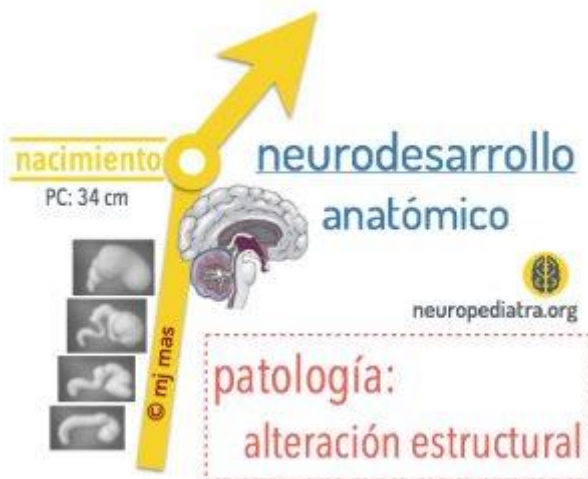 nacimiento
PC: 34 cm
neurodesarrollo
anatómico
neuropediatra.org
© mj mas
patología:
alteración estructural